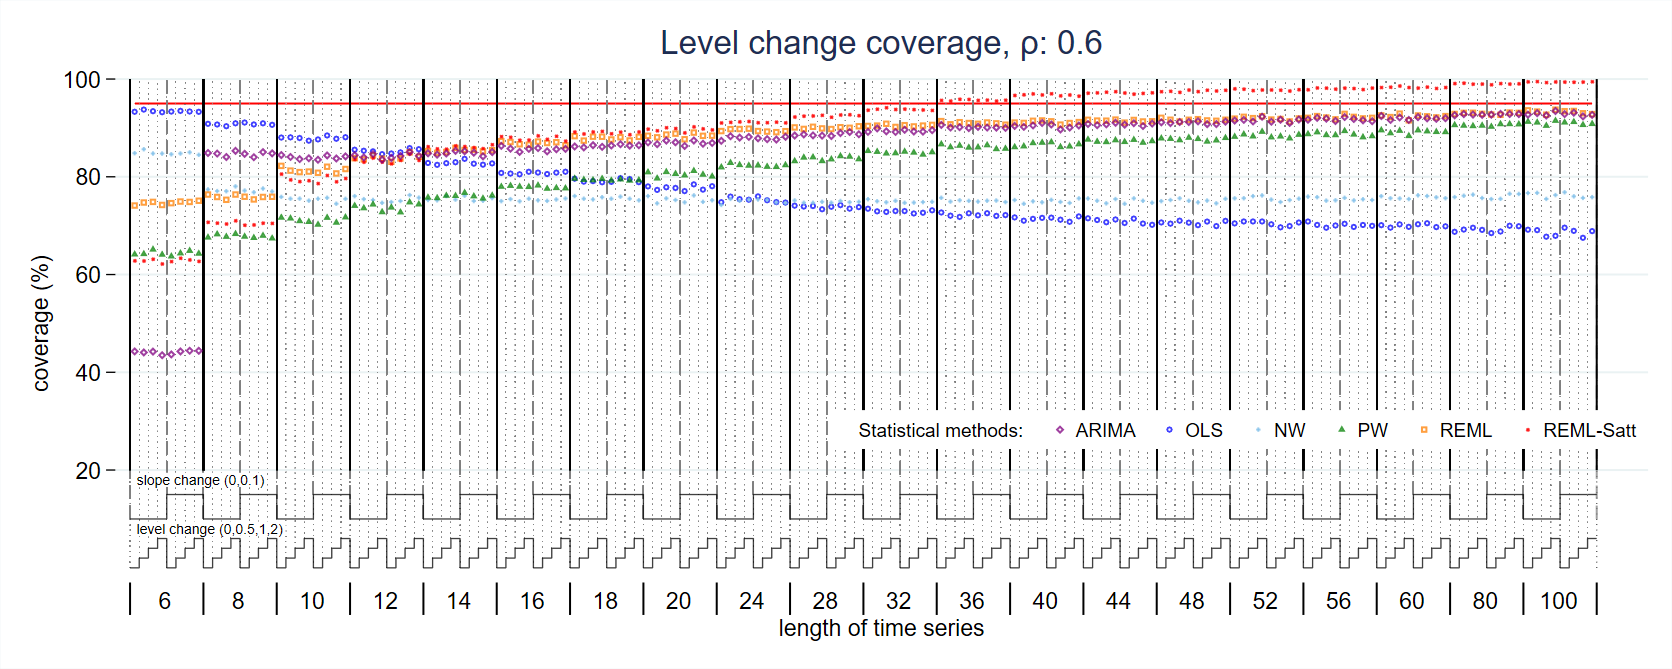 Level change coverage, ρ: 0.6
100
80
60
40
20
coverage (%)
Statistical methods: ARIMA OLS NW PW REML REML-Satt
slope change (0,0.1)
level change (0,0.5,1,2)
6 8 10 12 14 16 18 20 24 28 32 36 40 44 48 52 56 60 80 100
length of time series